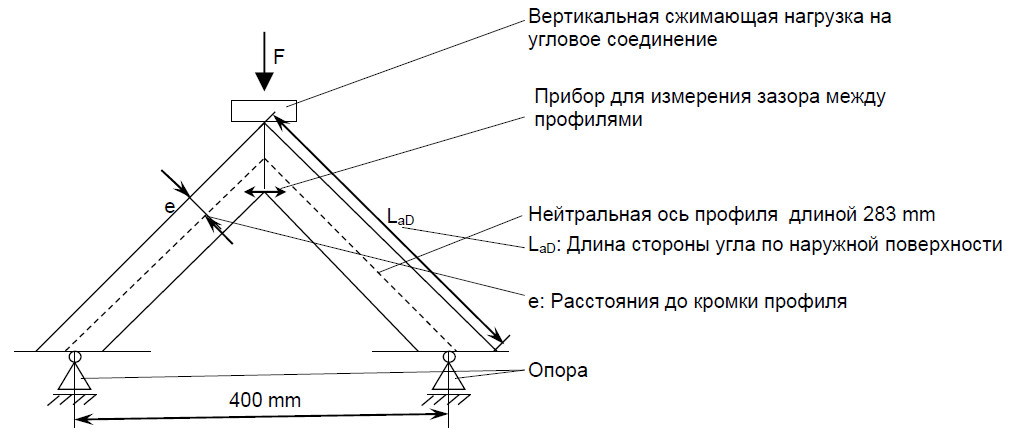 Вертикальная сжимающая нагрузка на
угловое соединение
F
Прибор для измерения зазора между
профилями
e
LaD
Нейтральная ось профиля длиной 283 mm
LaD: Длина стороны угла по наружной поверхности
e: Расстояния до кромки профиля
Опора
400 mm